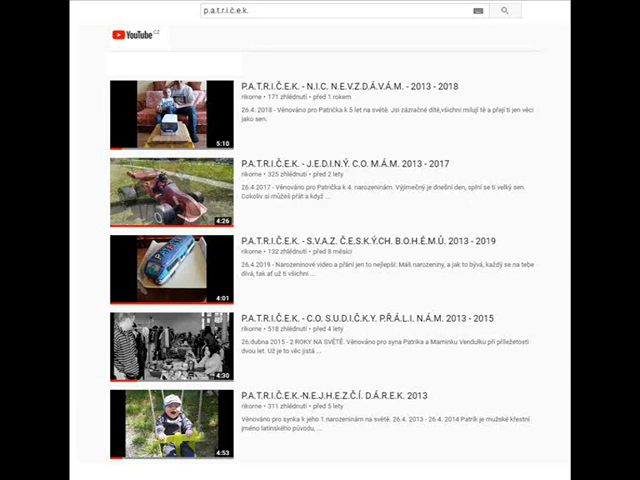 p.a.t.r.i.č.e.k.
YouTube CZ
P.A.T.R.I.Č.E.K. - N.I.C. N.E.V.Z.D.Á.V.Á.M. - 2013 - 2018
rikorne • 171 zhlédnutí • před 1 rokem
26.4. 2018 - Věnováno pro Patrička k 5 let na světě. Jsi zázračné dítě,všichni milují tě a přejí ti jen věci
jako sen.
5:10
P.A.T.R.I.Č.E.K. - J.E.D.I.N.Ý. C.O. M.Á.M. 2013 - 2017
rikorne • 325 zhlédnutí • před 2 lety
26.4.2017 - Věnováno pro Patrička k 4. narozeninám. Výjimečný je dnešní den, splní se ti velký sen.
Cokoliv si můžeš přát a když ...
4:26
P.A.T.R.I.Č.E.K. - S.V.A.Z. Č.E.S.K.Ý.CH. B.O.H.É.M.Ů. 2013 - 2019
rikorne • 132 zhlédnutí • před 8 měsíci
26.4.2019 - Narozeninové video a přání jen to nejlepší. Máš narozeniny, a jak to bývá, každý se na tebe
dívá, tak ať už ti všichni ...
4:01
P.A.T.R.I.Č.E.K. - C.O. S.U.D.I.Č.K.Y. P.Ř.Á.L.I. N.Á.M. 2013 - 2015
rikorne • 518 zhlédnutí • před 4 lety
26.dubna 2015 - 2 ROKY NA SVĚTĚ. Věnováno pro syna Patrika a Maminku Vendulku při příležitosti
dvou let. Už je to věc jistá ...
4:30
P.A.T.R.I.Č.E.K.-N.E.J.H.E.Z.Č.Í. D.Á.R.E.K. 2013
rikorne • 311 zhlédnutí • před 5 lety
Věnováno pro synka k jeho 1.narozeninám na světě. 26.4. 2013 - 26.4. 2014 Patrik je mužské křestní
jméno latinského původu, ...
4:53